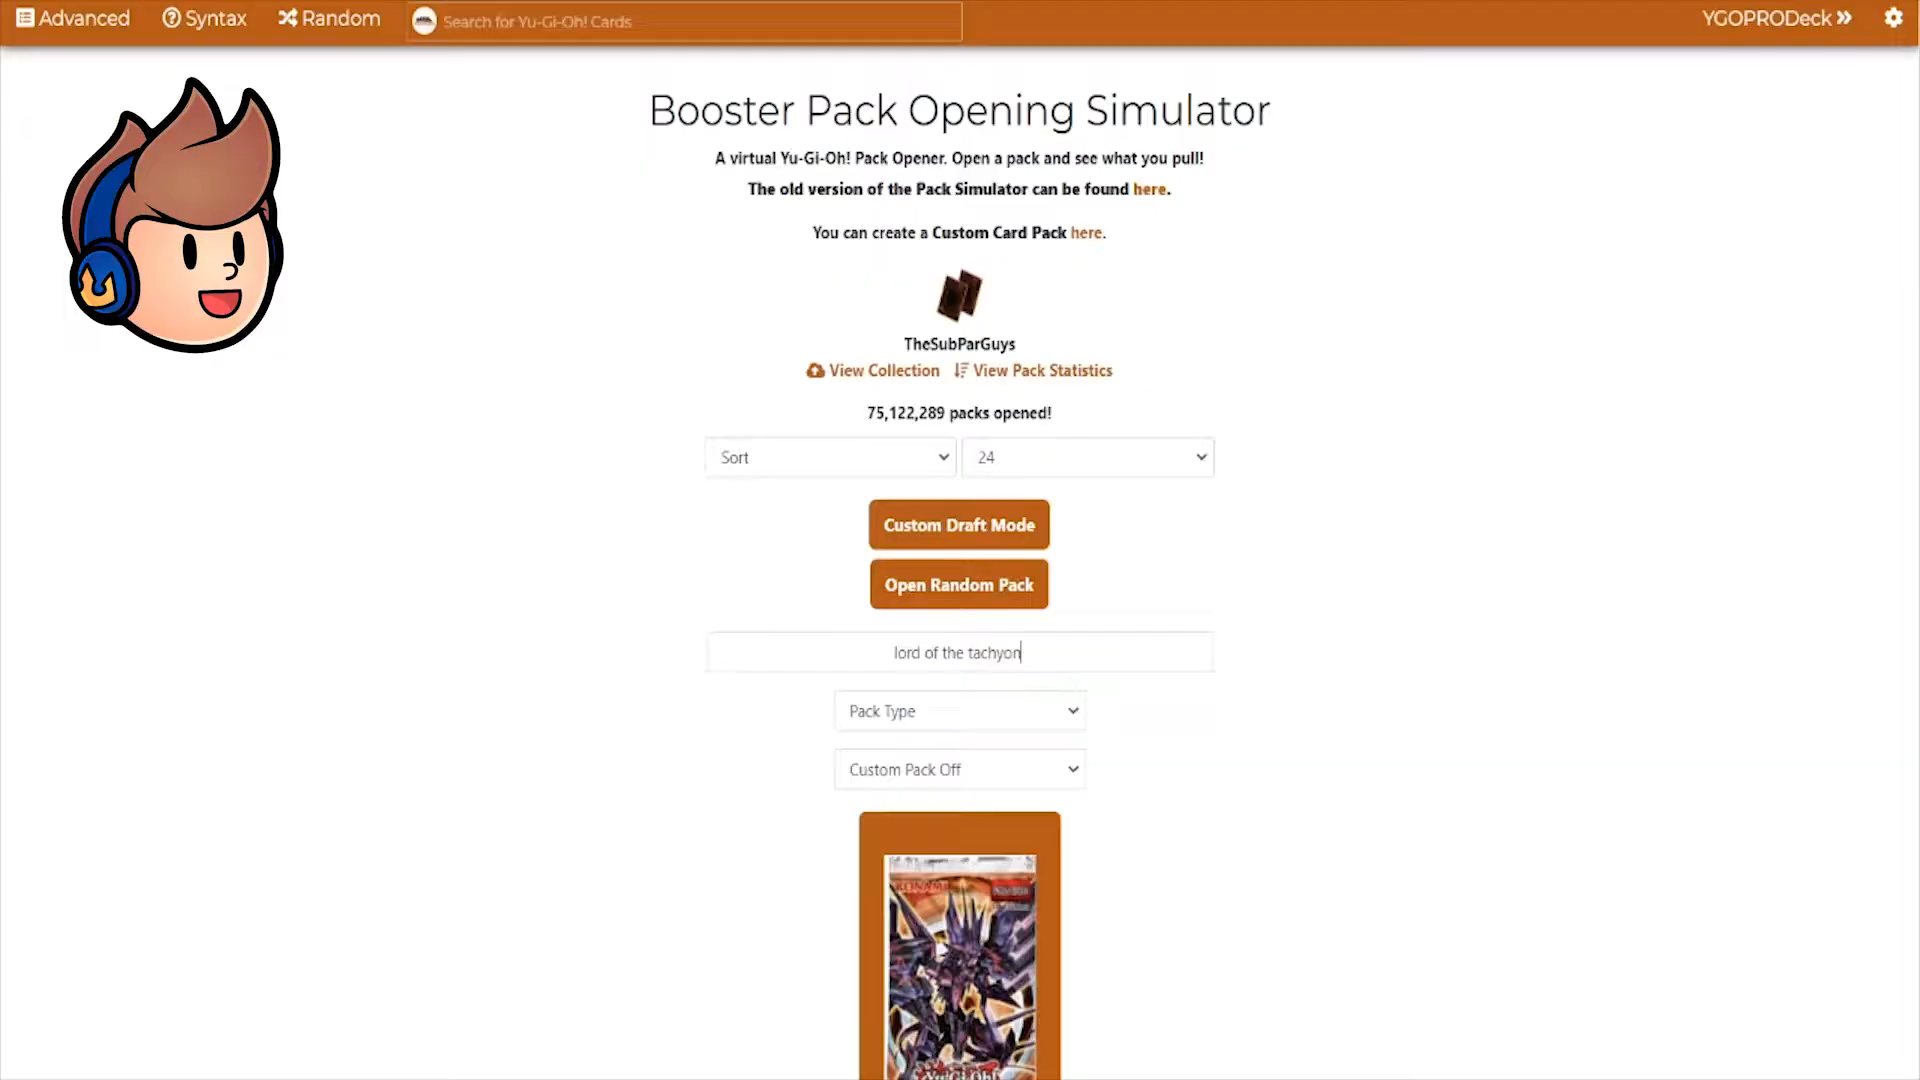 Advanced
Syntax
Random
Search for Yu-Gi-Oh! Cards
YGOPRODeck
Booster Pack Opening Simulator
A virtual Yu-Gi-Oh! Pack Opener. Open a pack and see what you pull!
The old version of the Pack Simulator can be found here.
You can create a Custom Card Pack here.
TheSubParGuys
View Collection
View Pack Statistics
75,122,289 packs opened!
Sort
24
Custom Draft Mode
Open Random Pack
lord of the tachyon
Pack Type
Custom Pack Off
KONAMI